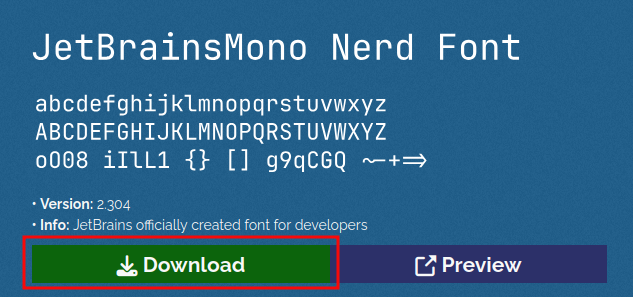 JetBrainsMono Nerd Font
abcdefghijklmnopqrstuvwxyz
ABCDEFGHIJKLMNOPQRSTUVWXYZ
oO08 iIlL1 {} [] g9qCGQ ~-+=>
• Version: 2.304
• Info: JetBrains officially created font for developers
Download Preview